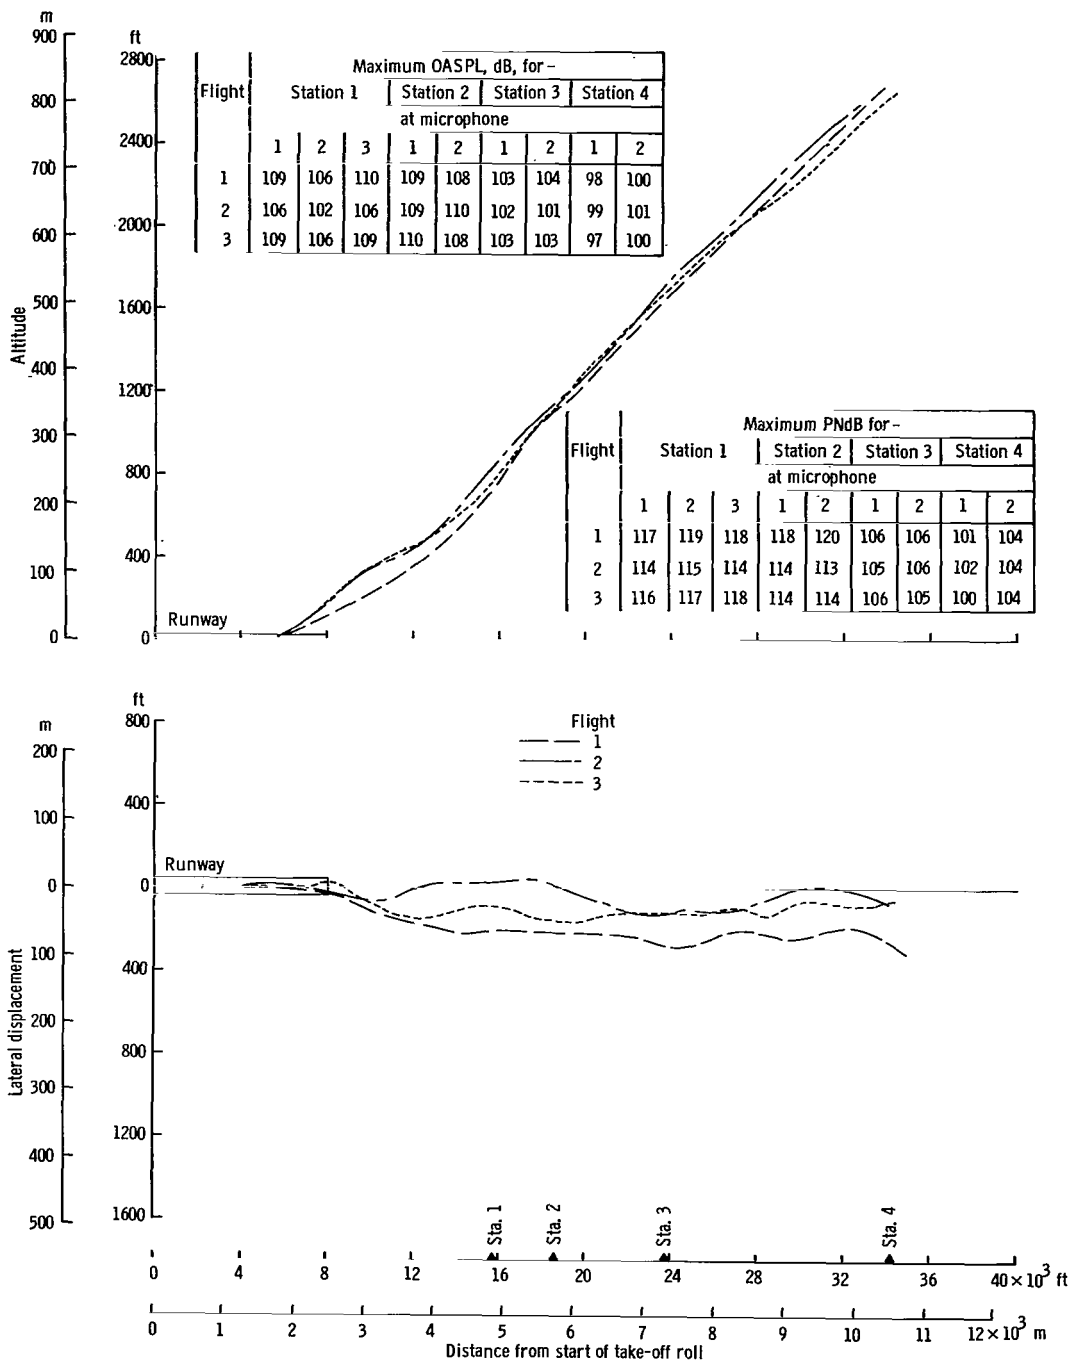 m
ft
900
800
700
600
500
400
300
200
100
0
Altitude
2800
2400
2000
1600
1200
800
400
0
Maximum OASPL, dB, for –
Flight Station 1 Station 2 Station 3 Station 4
at microphone
1 2 3 1 2 1 2 1 2
1 109 106 110 109 108 103 104 98 100
2 106 102 106 109 110 102 101 99 101
3 109 106 109 110 108 103 103 97 100
Maximum PNdB for –
Flight Station 1 Station 2 Station 3 Station 4
at microphone
1 2 3 1 2 1 2 1 2
1 117 119 118 118 120 106 106 101 104
2 114 115 114 114 113 105 106 102 104
3 116 117 118 114 114 106 105 100 104
Runway
m
ft
200
100
0
100
200
300
400
500
Lateral displacement
800
400
0
400
800
1200
1600
Flight
1
2
3
Runway
Sta. 1 Sta. 2 Sta. 3 Sta. 4
0 4 8 12 16 20 24 28 32 36 40 × 10³ ft
0 1 2 3 4 5 6 7 8 9 10 11 12 × 10³ m
Distance from start of take-off roll